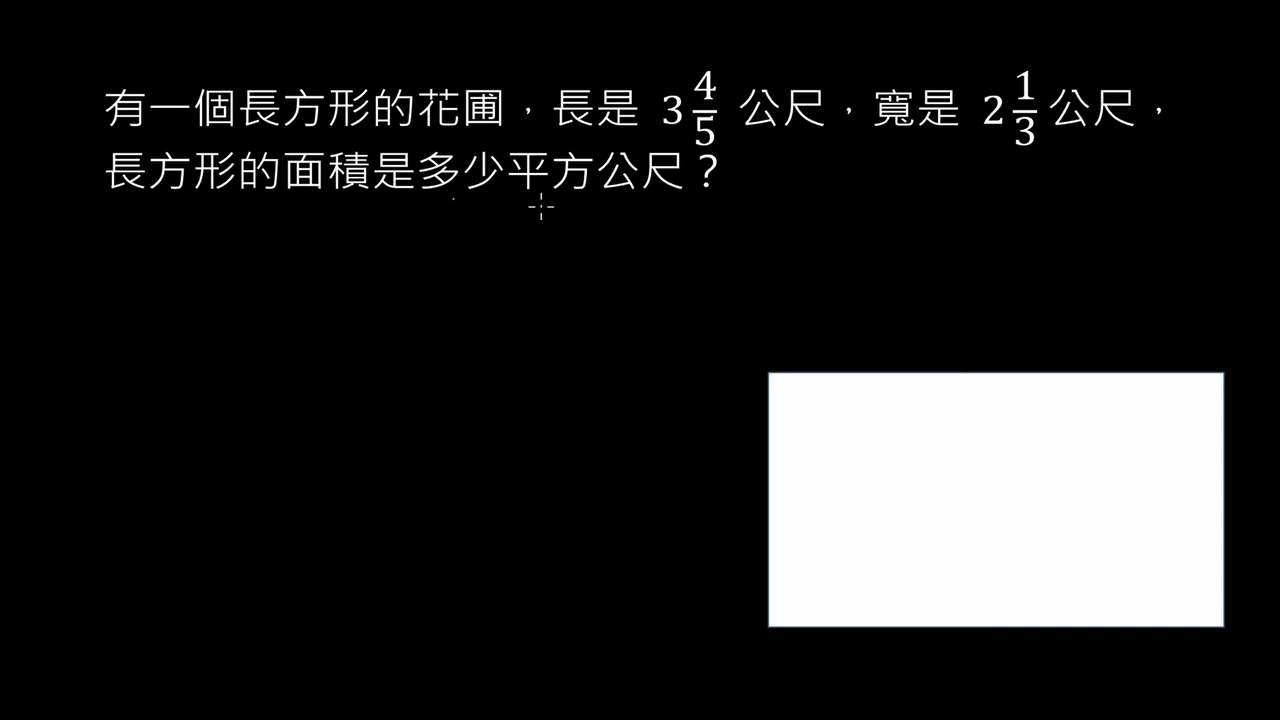 有一個長方形的花圃，長是 3 4/5 公尺，寬是 2 1/3 公尺，
長方形的面積是多少平方公尺？